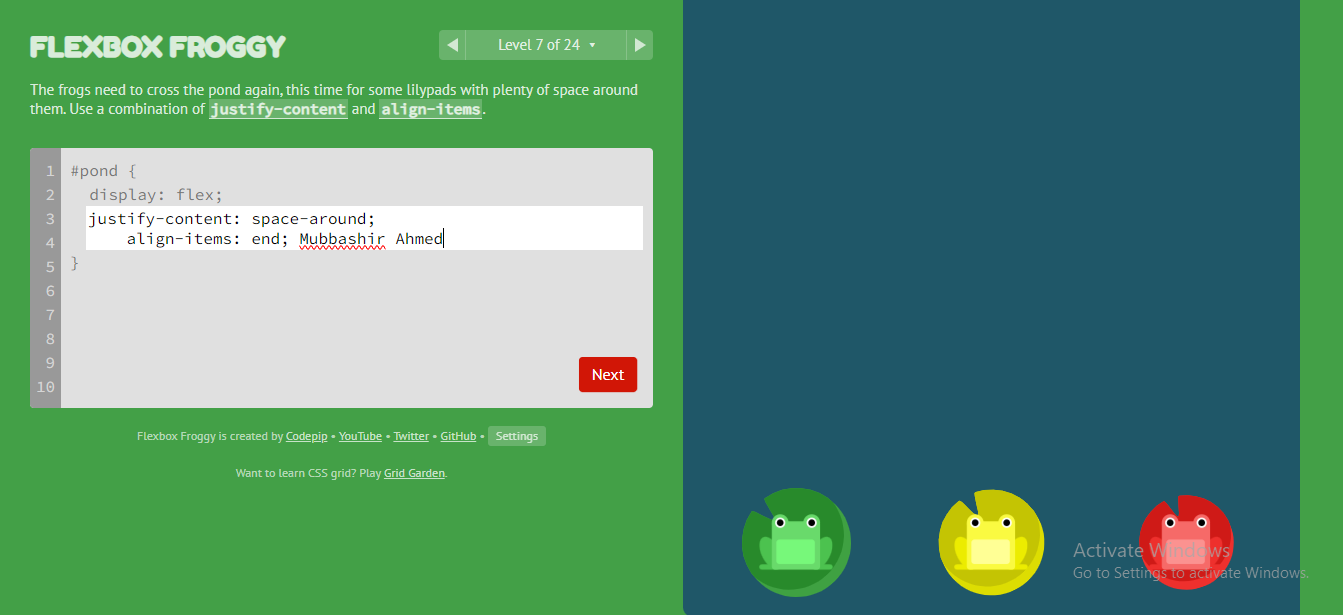 FLEXBOX FROGGY
Level 7 of 24
The frogs need to cross the pond again, this time for some lilypads with plenty of space around
them. Use a combination of justify-content and align-items.
1 #pond {
2 display: flex;
3 justify-content: space-around;
4 align-items: end; Mubbashir Ahmed
5 }
6
7
8
9
10
Next
Flexbox Froggy is created by Codepip • YouTube • Twitter • GitHub • Settings
Want to learn CSS grid? Play Grid Garden.
Activate Windows
Go to Settings to activate Windows.